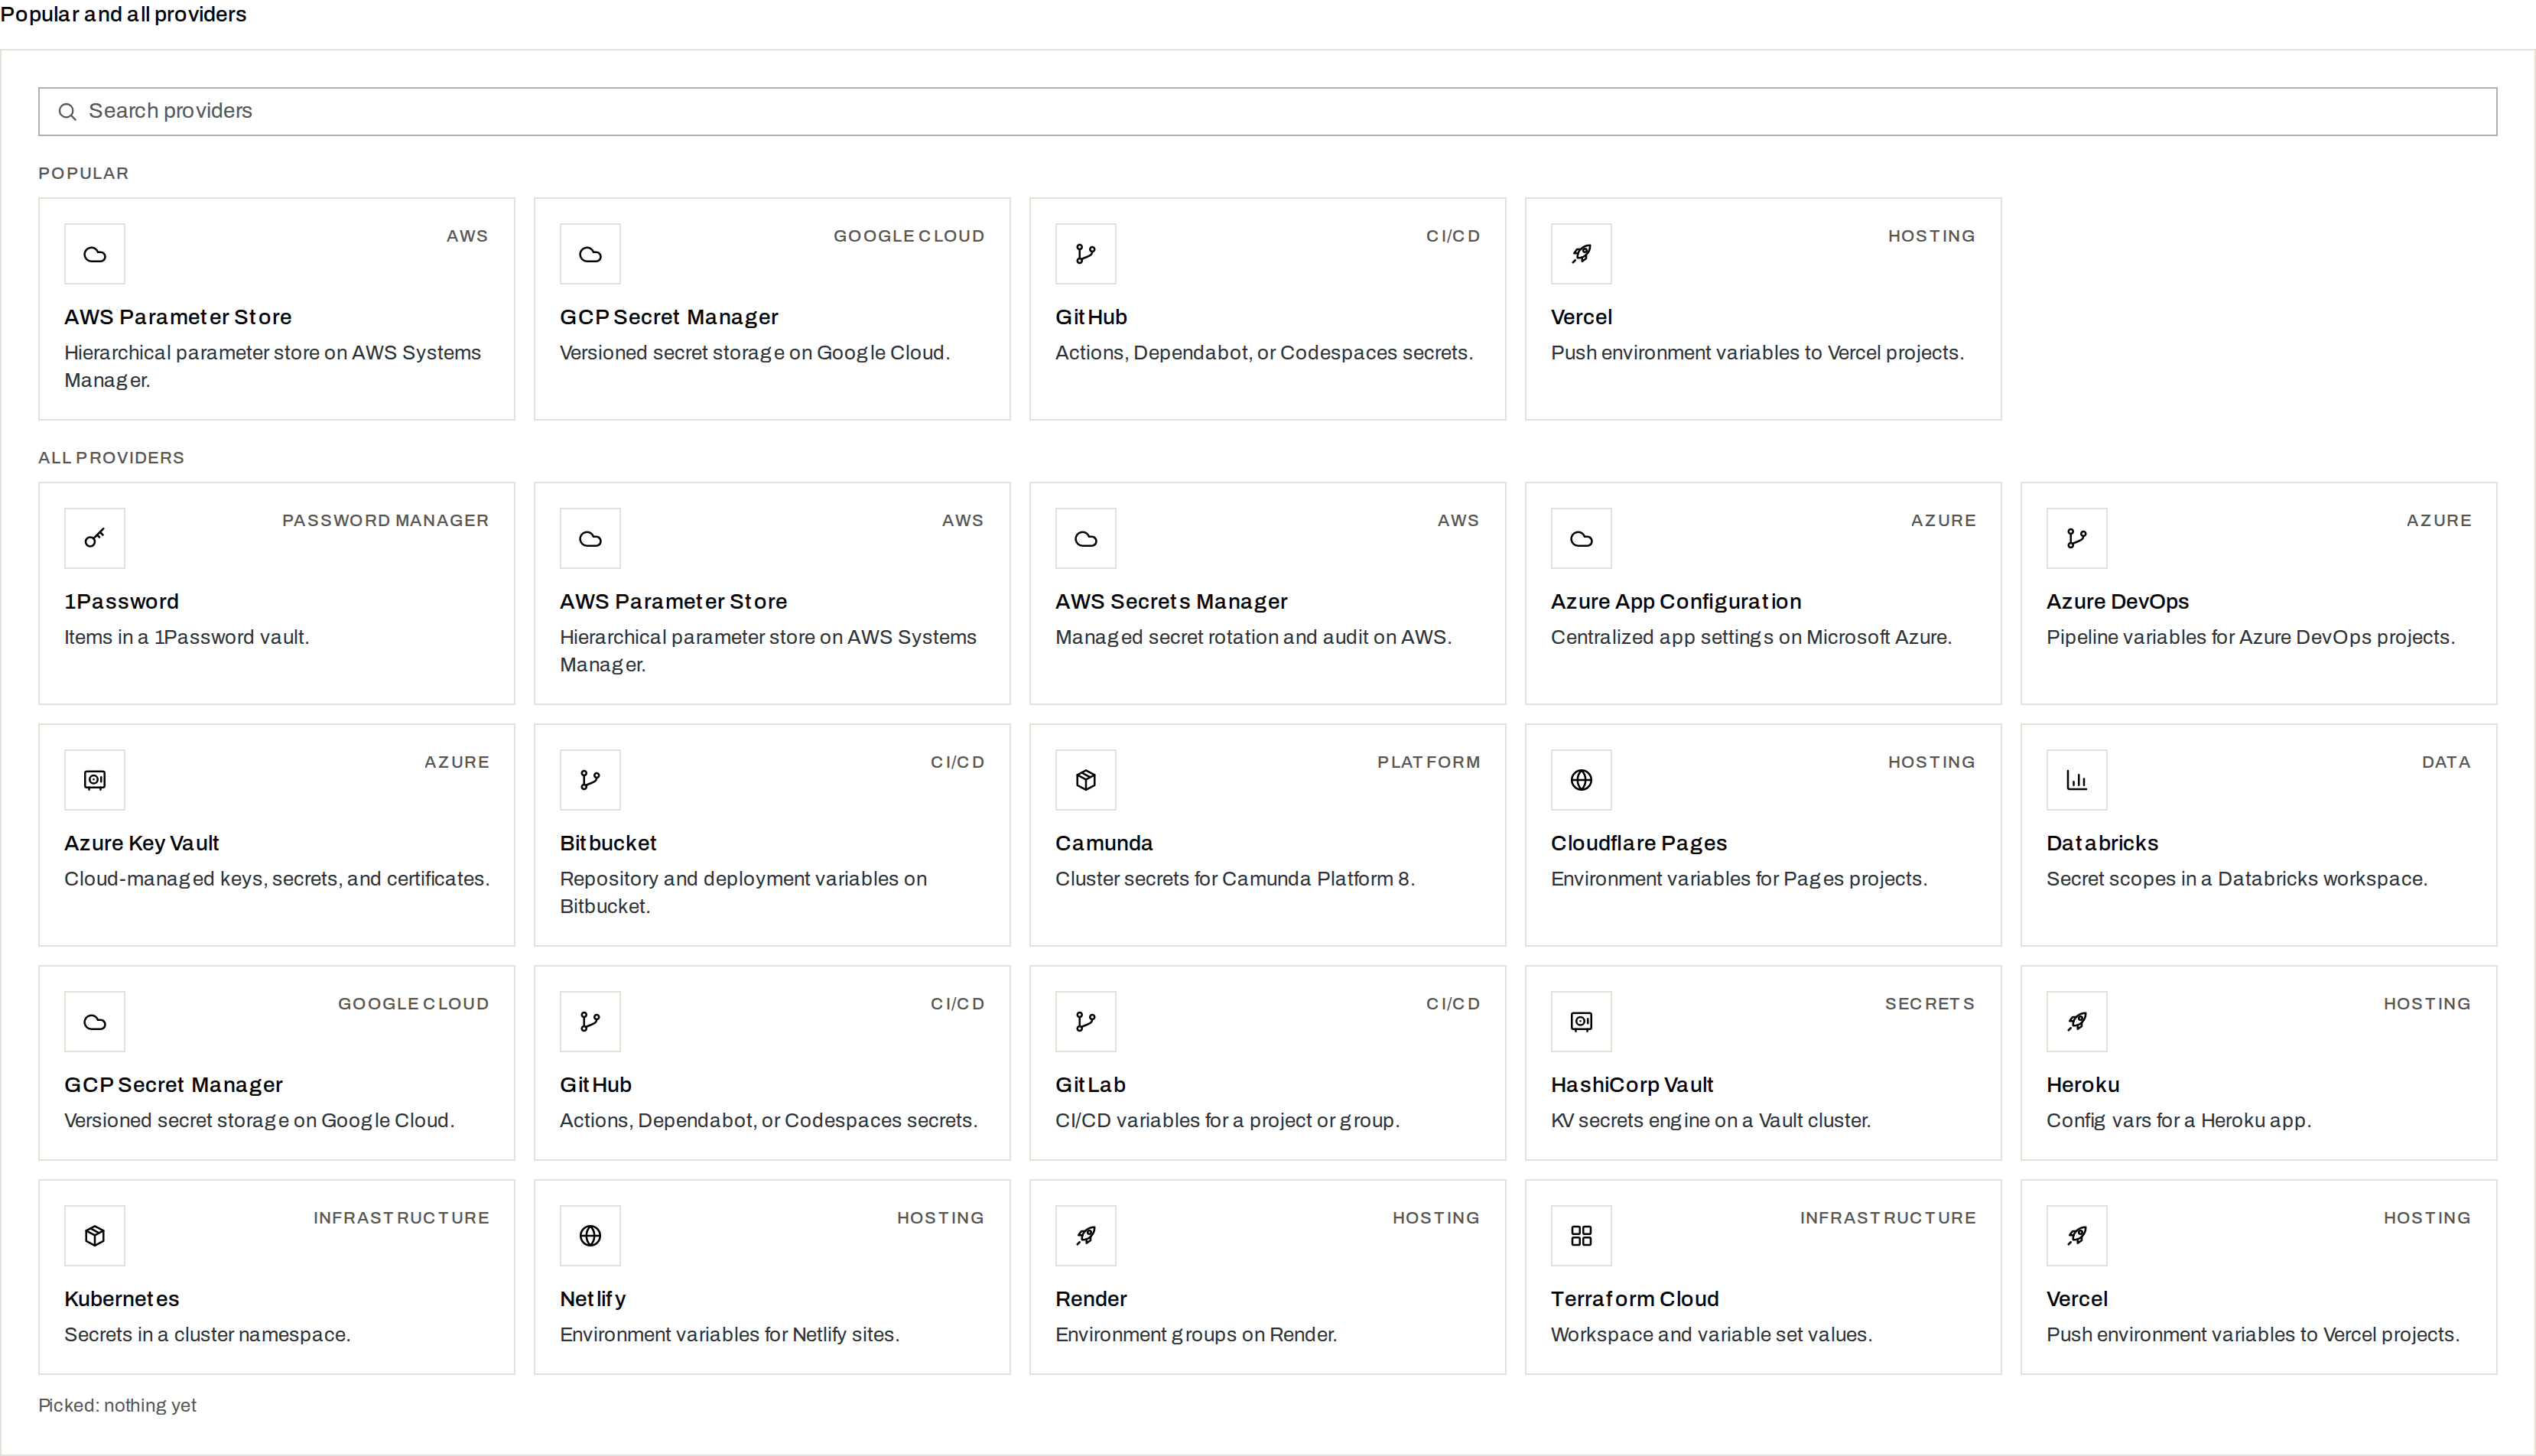 Popular and all providers
Search providers
POPULAR
AWS
AWS Parameter Store
Hierarchical parameter store on AWS Systems
Manager.
GOOGLE CLOUD
GCP Secret Manager
Versioned secret storage on Google Cloud.
CI/CD
GitHub
Actions, Dependabot, or Codespaces secrets.
HOSTING
Vercel
Push environment variables to Vercel projects.
ALL PROVIDERS
PASSWORD MANAGER
1Password
Items in a 1Password vault.
AWS
AWS Parameter Store
Hierarchical parameter store on AWS Systems
Manager.
AWS
AWS Secrets Manager
Managed secret rotation and audit on AWS.
AZURE
Azure App Configuration
Centralized app settings on Microsoft Azure.
AZURE
Azure DevOps
Pipeline variables for Azure DevOps projects.
AZURE
Azure Key Vault
Cloud-managed keys, secrets, and certificates.
CI/CD
Bitbucket
Repository and deployment variables on
Bitbucket.
PLATFORM
Camunda
Cluster secrets for Camunda Platform 8.
HOSTING
Cloudflare Pages
Environment variables for Pages projects.
DATA
Databricks
Secret scopes in a Databricks workspace.
GOOGLE CLOUD
GCP Secret Manager
Versioned secret storage on Google Cloud.
CI/CD
GitHub
Actions, Dependabot, or Codespaces secrets.
CI/CD
GitLab
CI/CD variables for a project or group.
SECRETS
HashiCorp Vault
KV secrets engine on a Vault cluster.
HOSTING
Heroku
Config vars for a Heroku app.
INFRASTRUCTURE
Kubernetes
Secrets in a cluster namespace.
HOSTING
Netlify
Environment variables for Netlify sites.
HOSTING
Render
Environment groups on Render.
INFRASTRUCTURE
Terraform Cloud
Workspace and variable set values.
HOSTING
Vercel
Push environment variables to Vercel projects.
Picked: nothing yet